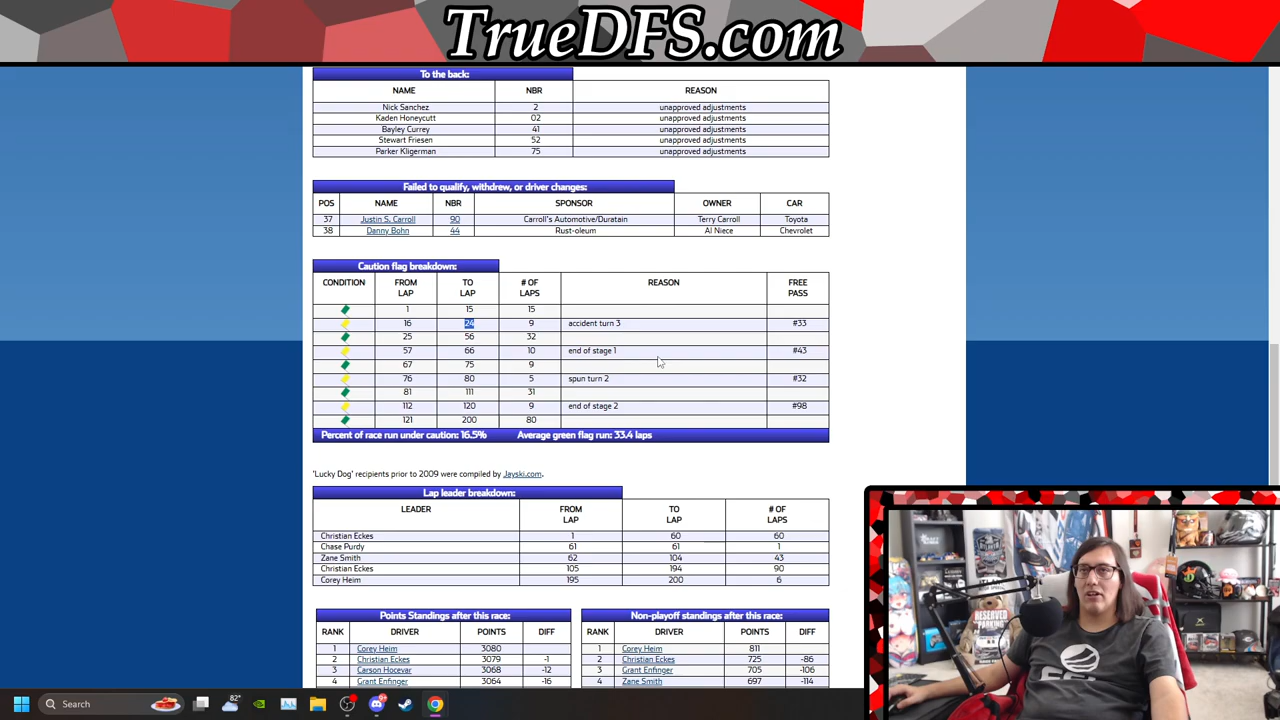 TrueDFS.com
To the back:
NAME NBR REASON
Nick Sanchez 2 unapproved adjustments
Kaden Honeycutt 02 unapproved adjustments
Bayley Currey 41 unapproved adjustments
Stewart Friesen 52 unapproved adjustments
Parker Kligerman 75 unapproved adjustments
Failed to qualify, withdrew, or driver changes:
POS NAME NBR SPONSOR OWNER CAR
37 Justin S. Carroll 90 Carroll's Automotive/Duratain Terry Carroll Toyota
38 Danny Bohn 44 Rust-oleum Al Niece Chevrolet
Caution flag breakdown:
CONDITION FROM LAP TO LAP # OF LAPS REASON FREE PASS
1 15 15
16 24 9 accident turn 3 #33
25 56 32
57 66 10 end of stage 1 #43
67 75 9
76 80 5 spun turn 2 #32
81 111 31
112 120 9 end of stage 2 #98
121 200 80
Percent of race run under caution: 16.5% Average green flag run: 33.4 laps
'Lucky Dog' recipients prior to 2009 were compiled by Jayski.com.
Lap leader breakdown:
LEADER FROM LAP TO LAP # OF LAPS
Christian Eckes 1 60 60
Chase Purdy 61 61 1
Zane Smith 62 104 43
Christian Eckes 105 194 90
Corey Heim 195 200 6
Points Standings after this race:
RANK DRIVER POINTS DIFF
1 Corey Heim 3080
2 Christian Eckes 3079 -1
3 Carson Hocevar 3068 -12
4 Grant Enfinger 3064 -16
Non-playoff standings after this race:
RANK DRIVER POINTS DIFF
1 Corey Heim 811
2 Christian Eckes 725 -86
3 Grant Enfinger 705 -106
4 Zane Smith 697 -114
RESERVED
PARKING
82°
Search